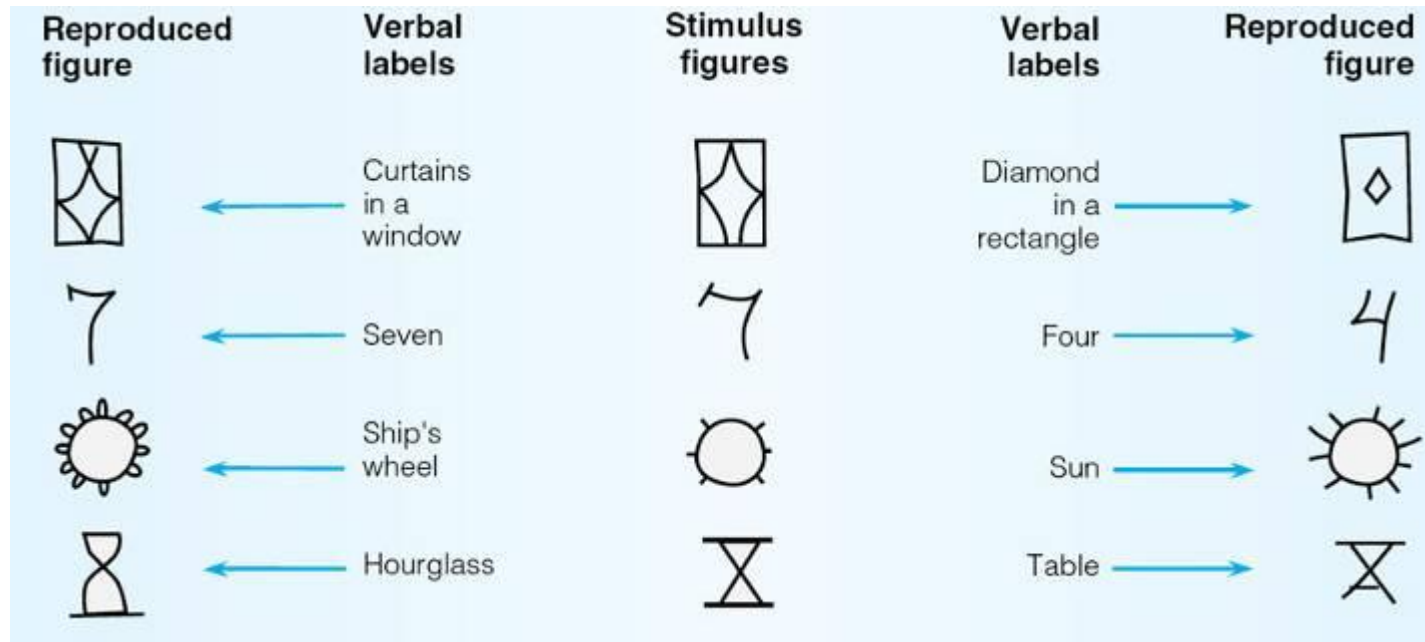 Reproduced figure
Verbal labels
Stimulus figures
Verbal labels
Reproduced figure
Curtains
in a
window
Diamond
in a
rectangle
Seven
Four
Ship's
wheel
Sun
Hourglass
Table